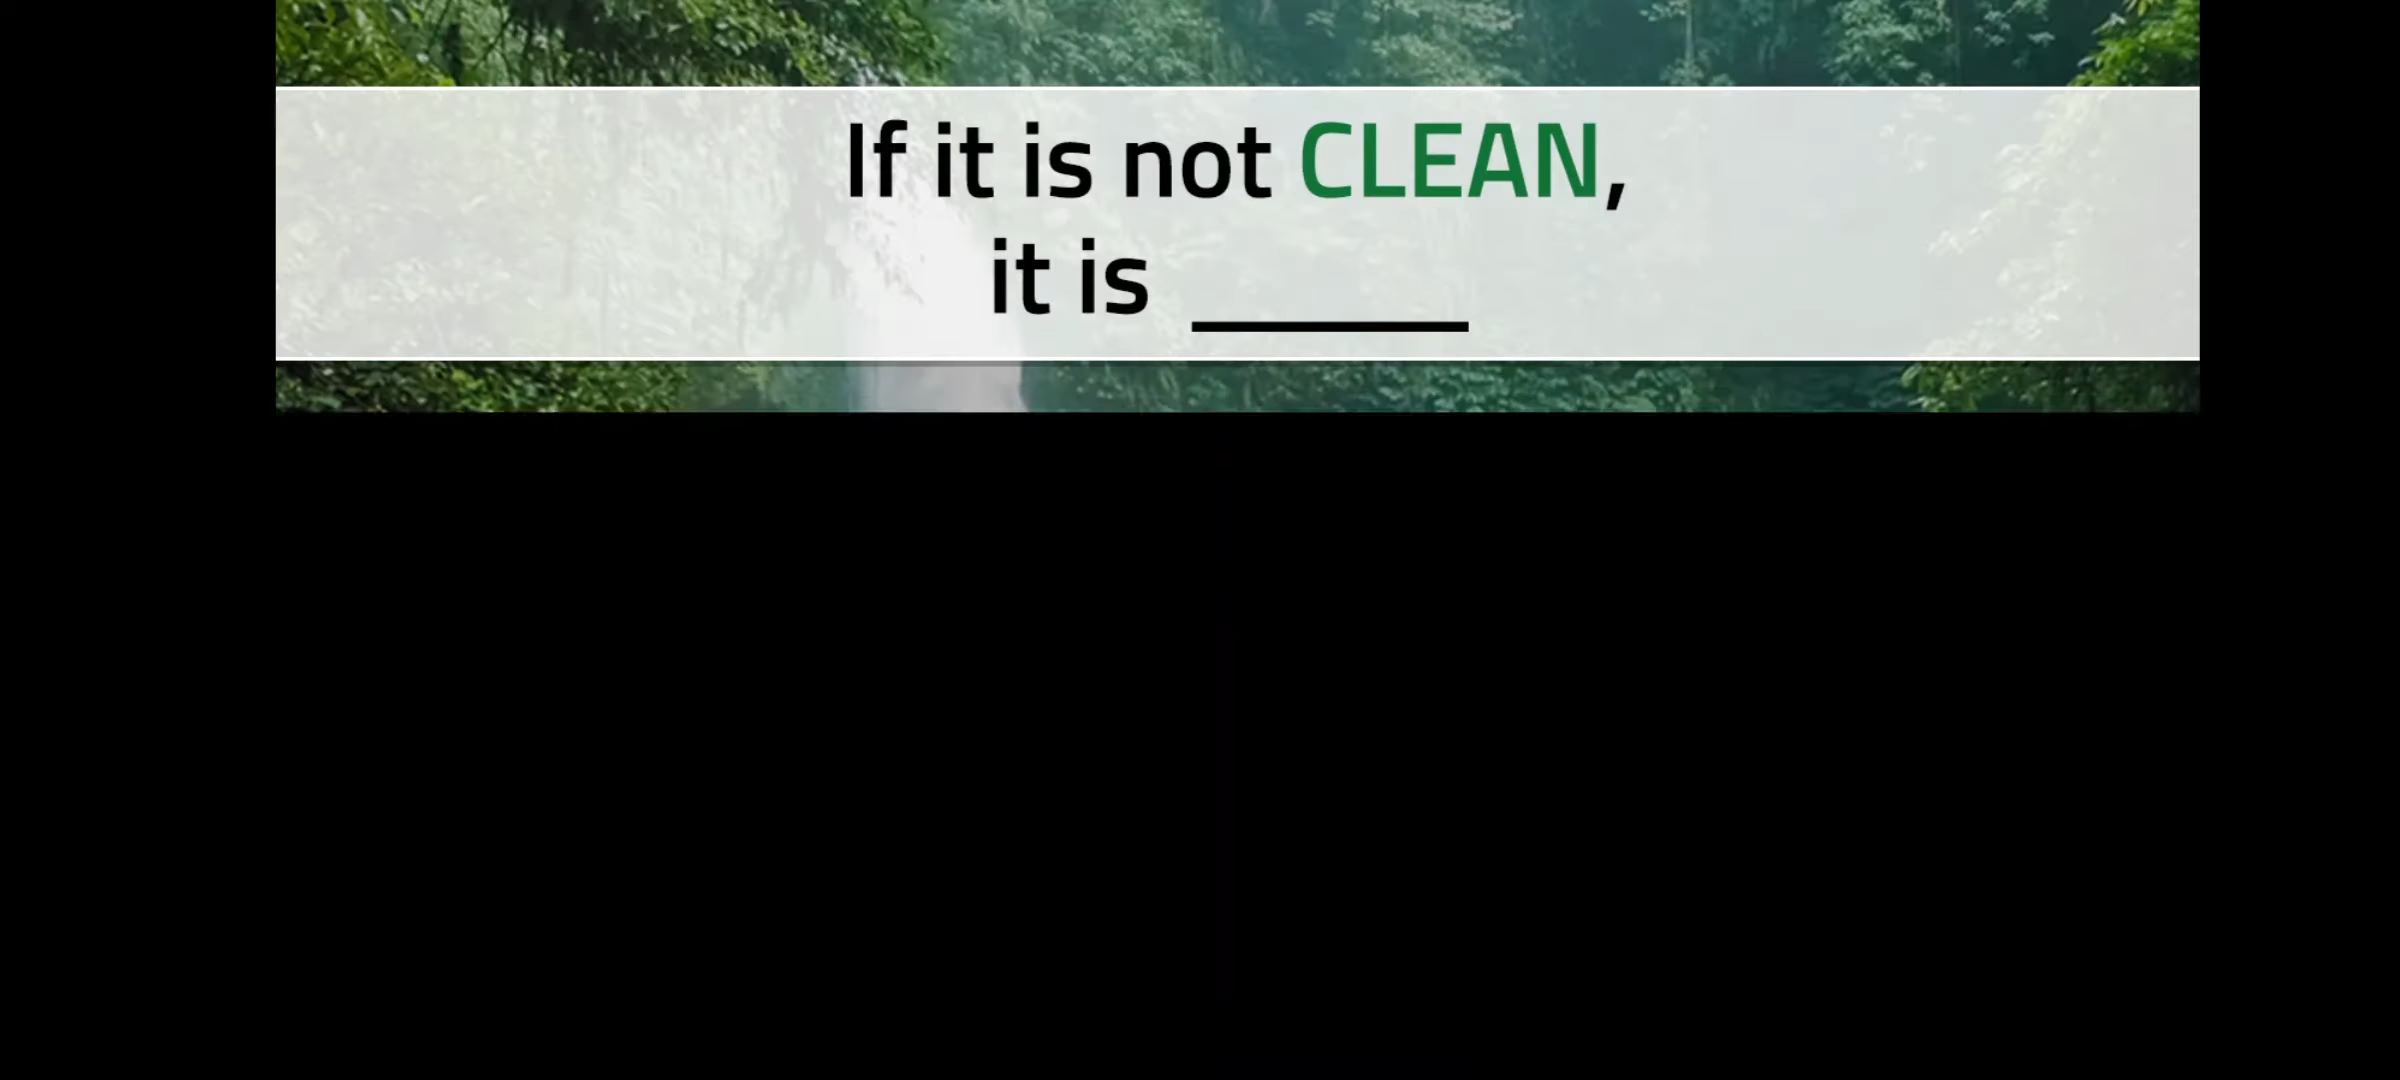 If it is not CLEAN,
it is ______